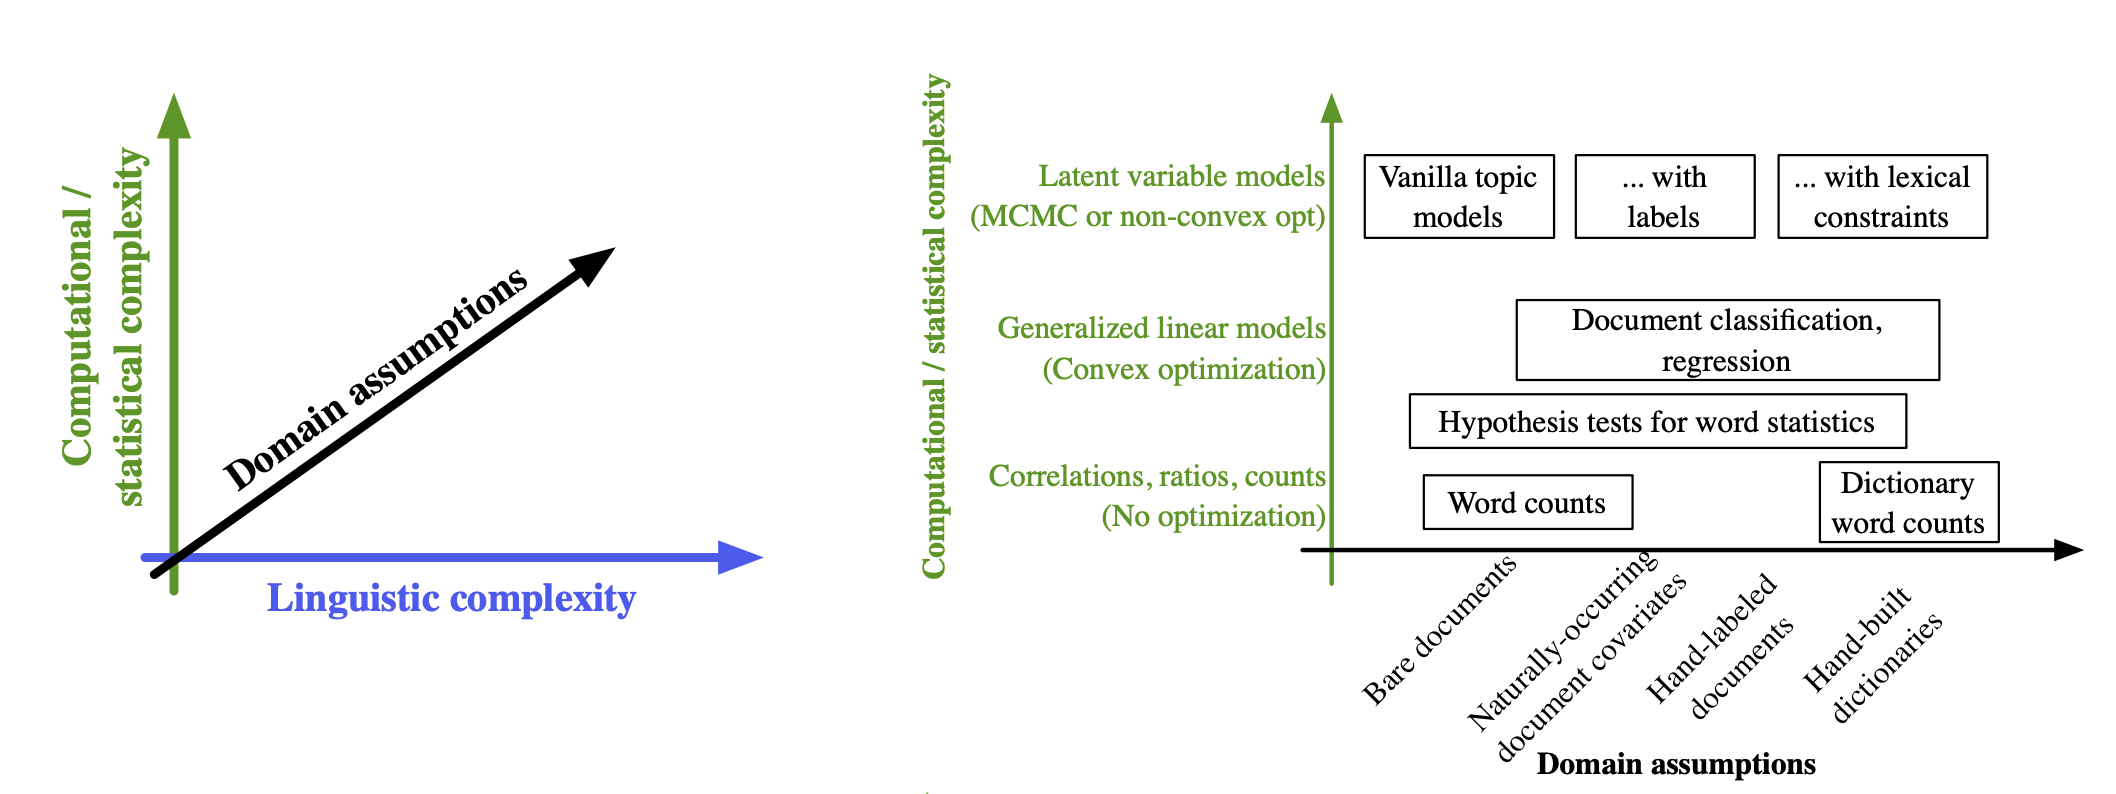 Computational /
statistical complexity
Domain assumptions
Linguistic complexity
Computational / statistical complexity
Latent variable models
(MCMC or non-convex opt)
Generalized linear models
(Convex optimization)
Correlations, ratios, counts
(No optimization)
Vanilla topic
models
... with
labels
... with lexical
constraints
Document classification,
regression
Hypothesis tests for word statistics
Word counts
Dictionary
word counts
Bare documents
Naturally-occurring
document covariates
Hand-labeled
documents
Hand-built
dictionaries
Domain assumptions